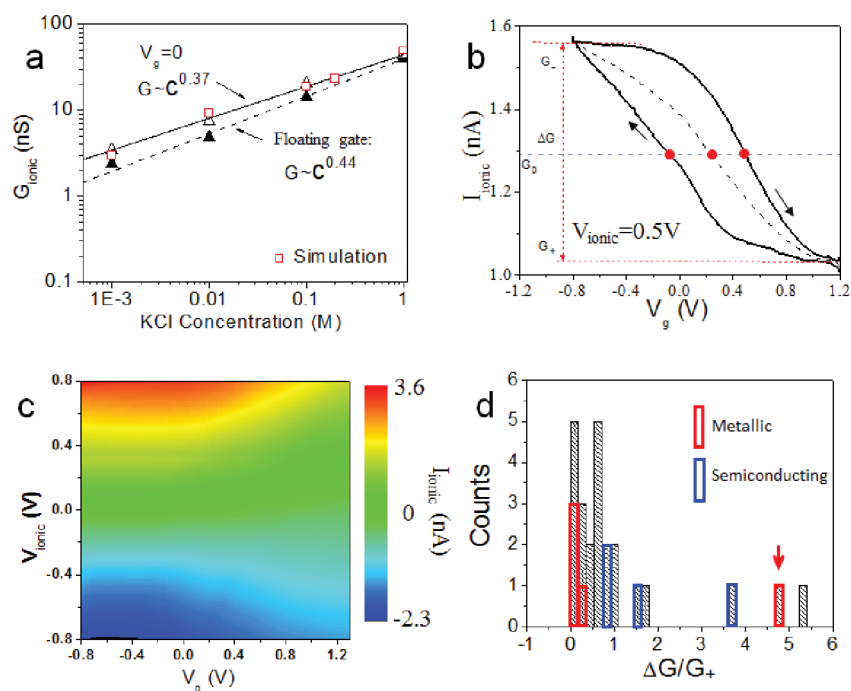 a
100
10
1
0.1
G_ionic (nS)
V_g=0
G~C^0.37
Floating gate:
G~C^0.44
Simulation
1E-3
0.01
0.1
1
KCl Concentration (M)
b
1.6
1.4
1.2
1.0
I_ionic (nA)
G_-
ΔG
G_0
G_+
V_ionic=0.5V
-1.2
-0.8
-0.4
0.0
0.4
0.8
1.2
V_g (V)
c
0.8
0.4
0.0
-0.4
-0.8
V_ionic (V)
-0.8
-0.4
0.0
0.4
0.8
1.2
V_g (V)
3.6
0
-2.3
I_ionic (nA)
d
6
5
4
3
2
1
0
Counts
Metallic
Semiconducting
0
1
2
3
4
5
6
ΔG/G_+